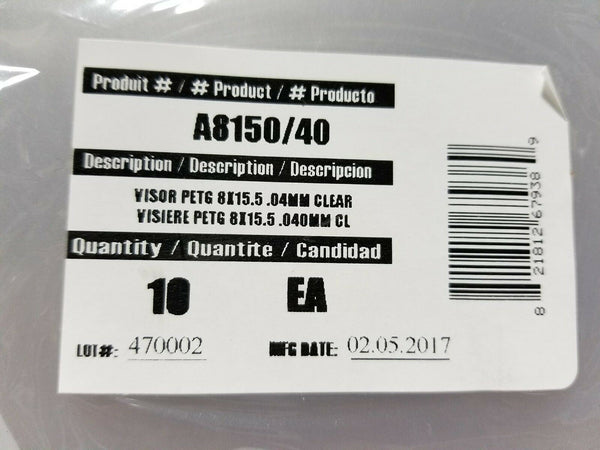 Produit # / # Product / # Producto
A8150/40
Description / Description / Descripcion
VISOR PETG 8X15.5 .04MM CLEAR
VISIERE PETG 8X15.5 .040MM CL
Quantity / Quantite / Candidad
10 EA
LOT#: 470002 MFG DATE: 02.05.2017
8 21812 67938 9